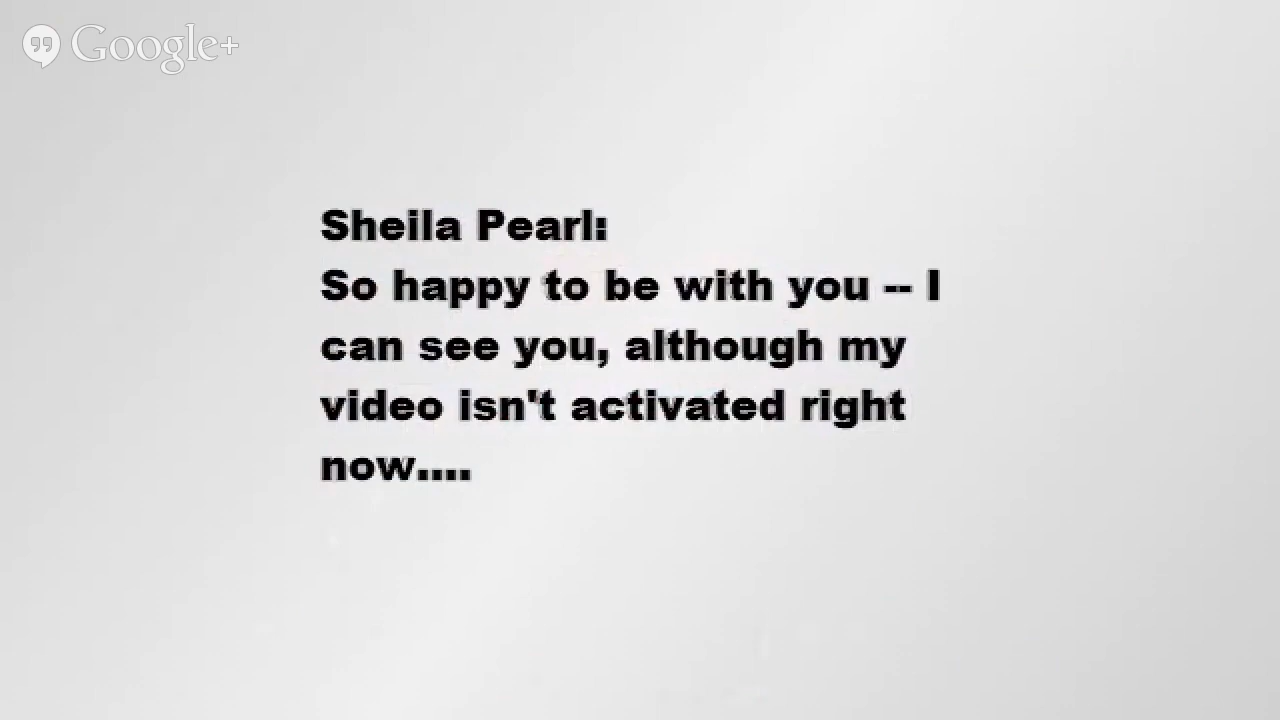 Google+
Sheila Pearl:
So happy to be with you -- I
can see you, although my
video isn't activated right
now....